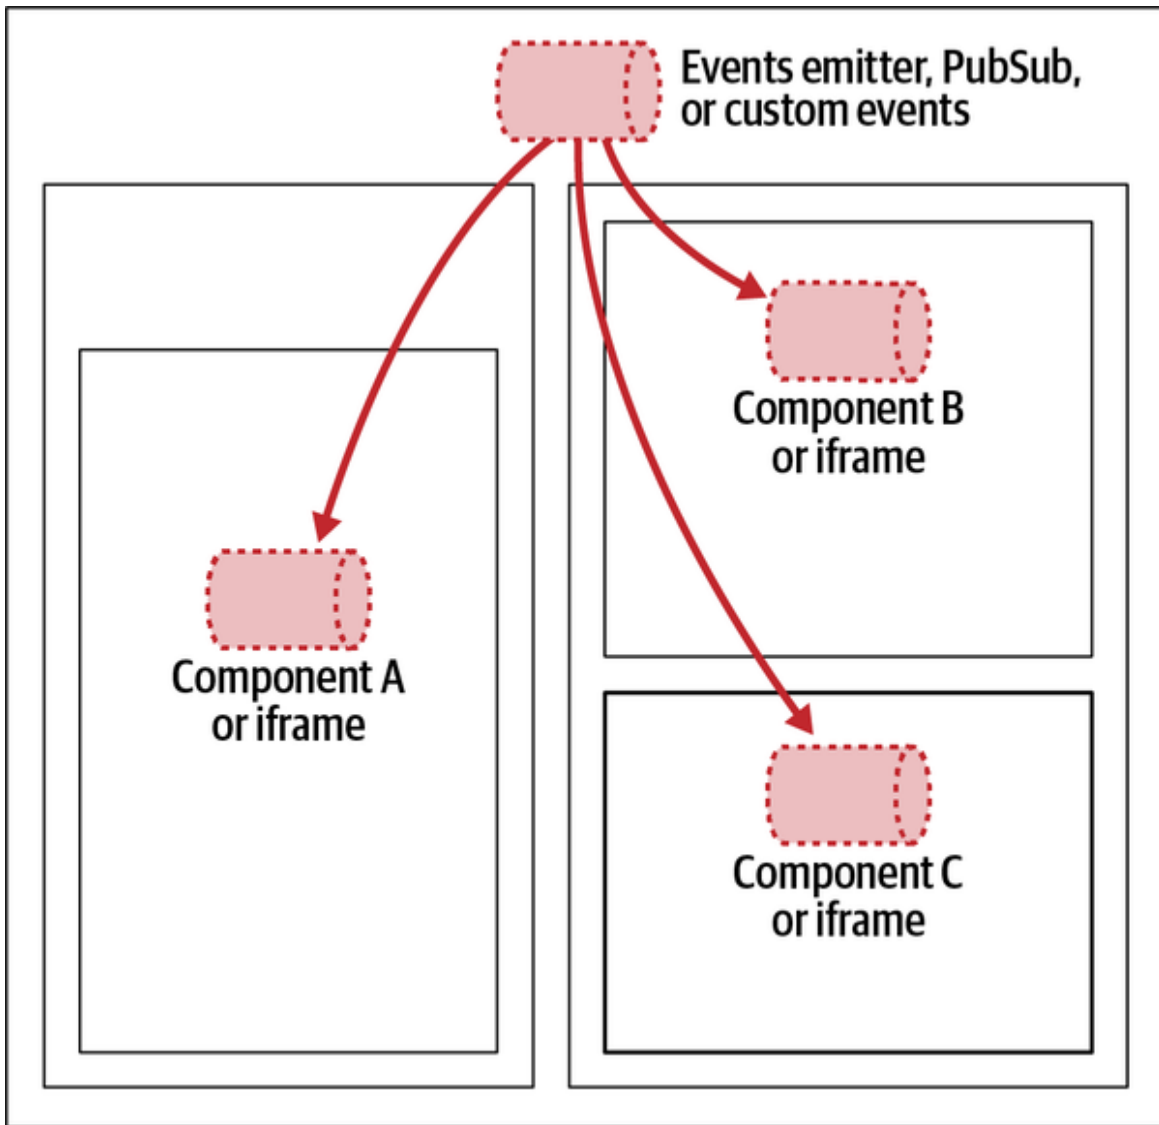 Events emitter, PubSub,
or custom events
Component B
or iframe
Component A
or iframe
Component C
or iframe